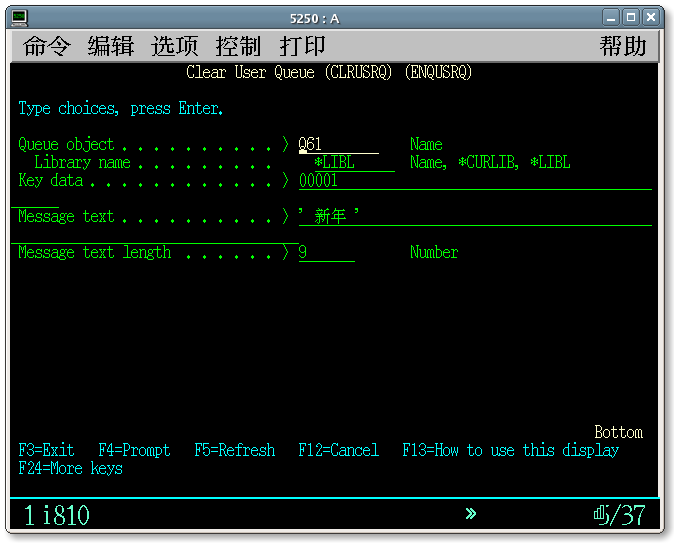 5250 : A
命令 编辑 选项 控制 打印 帮助
Clear User Queue (CLRUSRQ) (ENQUSRQ)
Type choices, press Enter.
Queue object . . . . . . . . . . > Q61 Name
Library name . . . . . . . . . *LIBL Name, *CURLIB, *LIBL
Key data . . . . . . . . . . . . > 00001
Message text . . . . . . . . . . > ' 新年 '
Message text length . . . . . . > 9 Number
Bottom
F3=Exit F4=Prompt F5=Refresh F12=Cancel F13=How to use this display
F24=More keys
1 i810 » /37